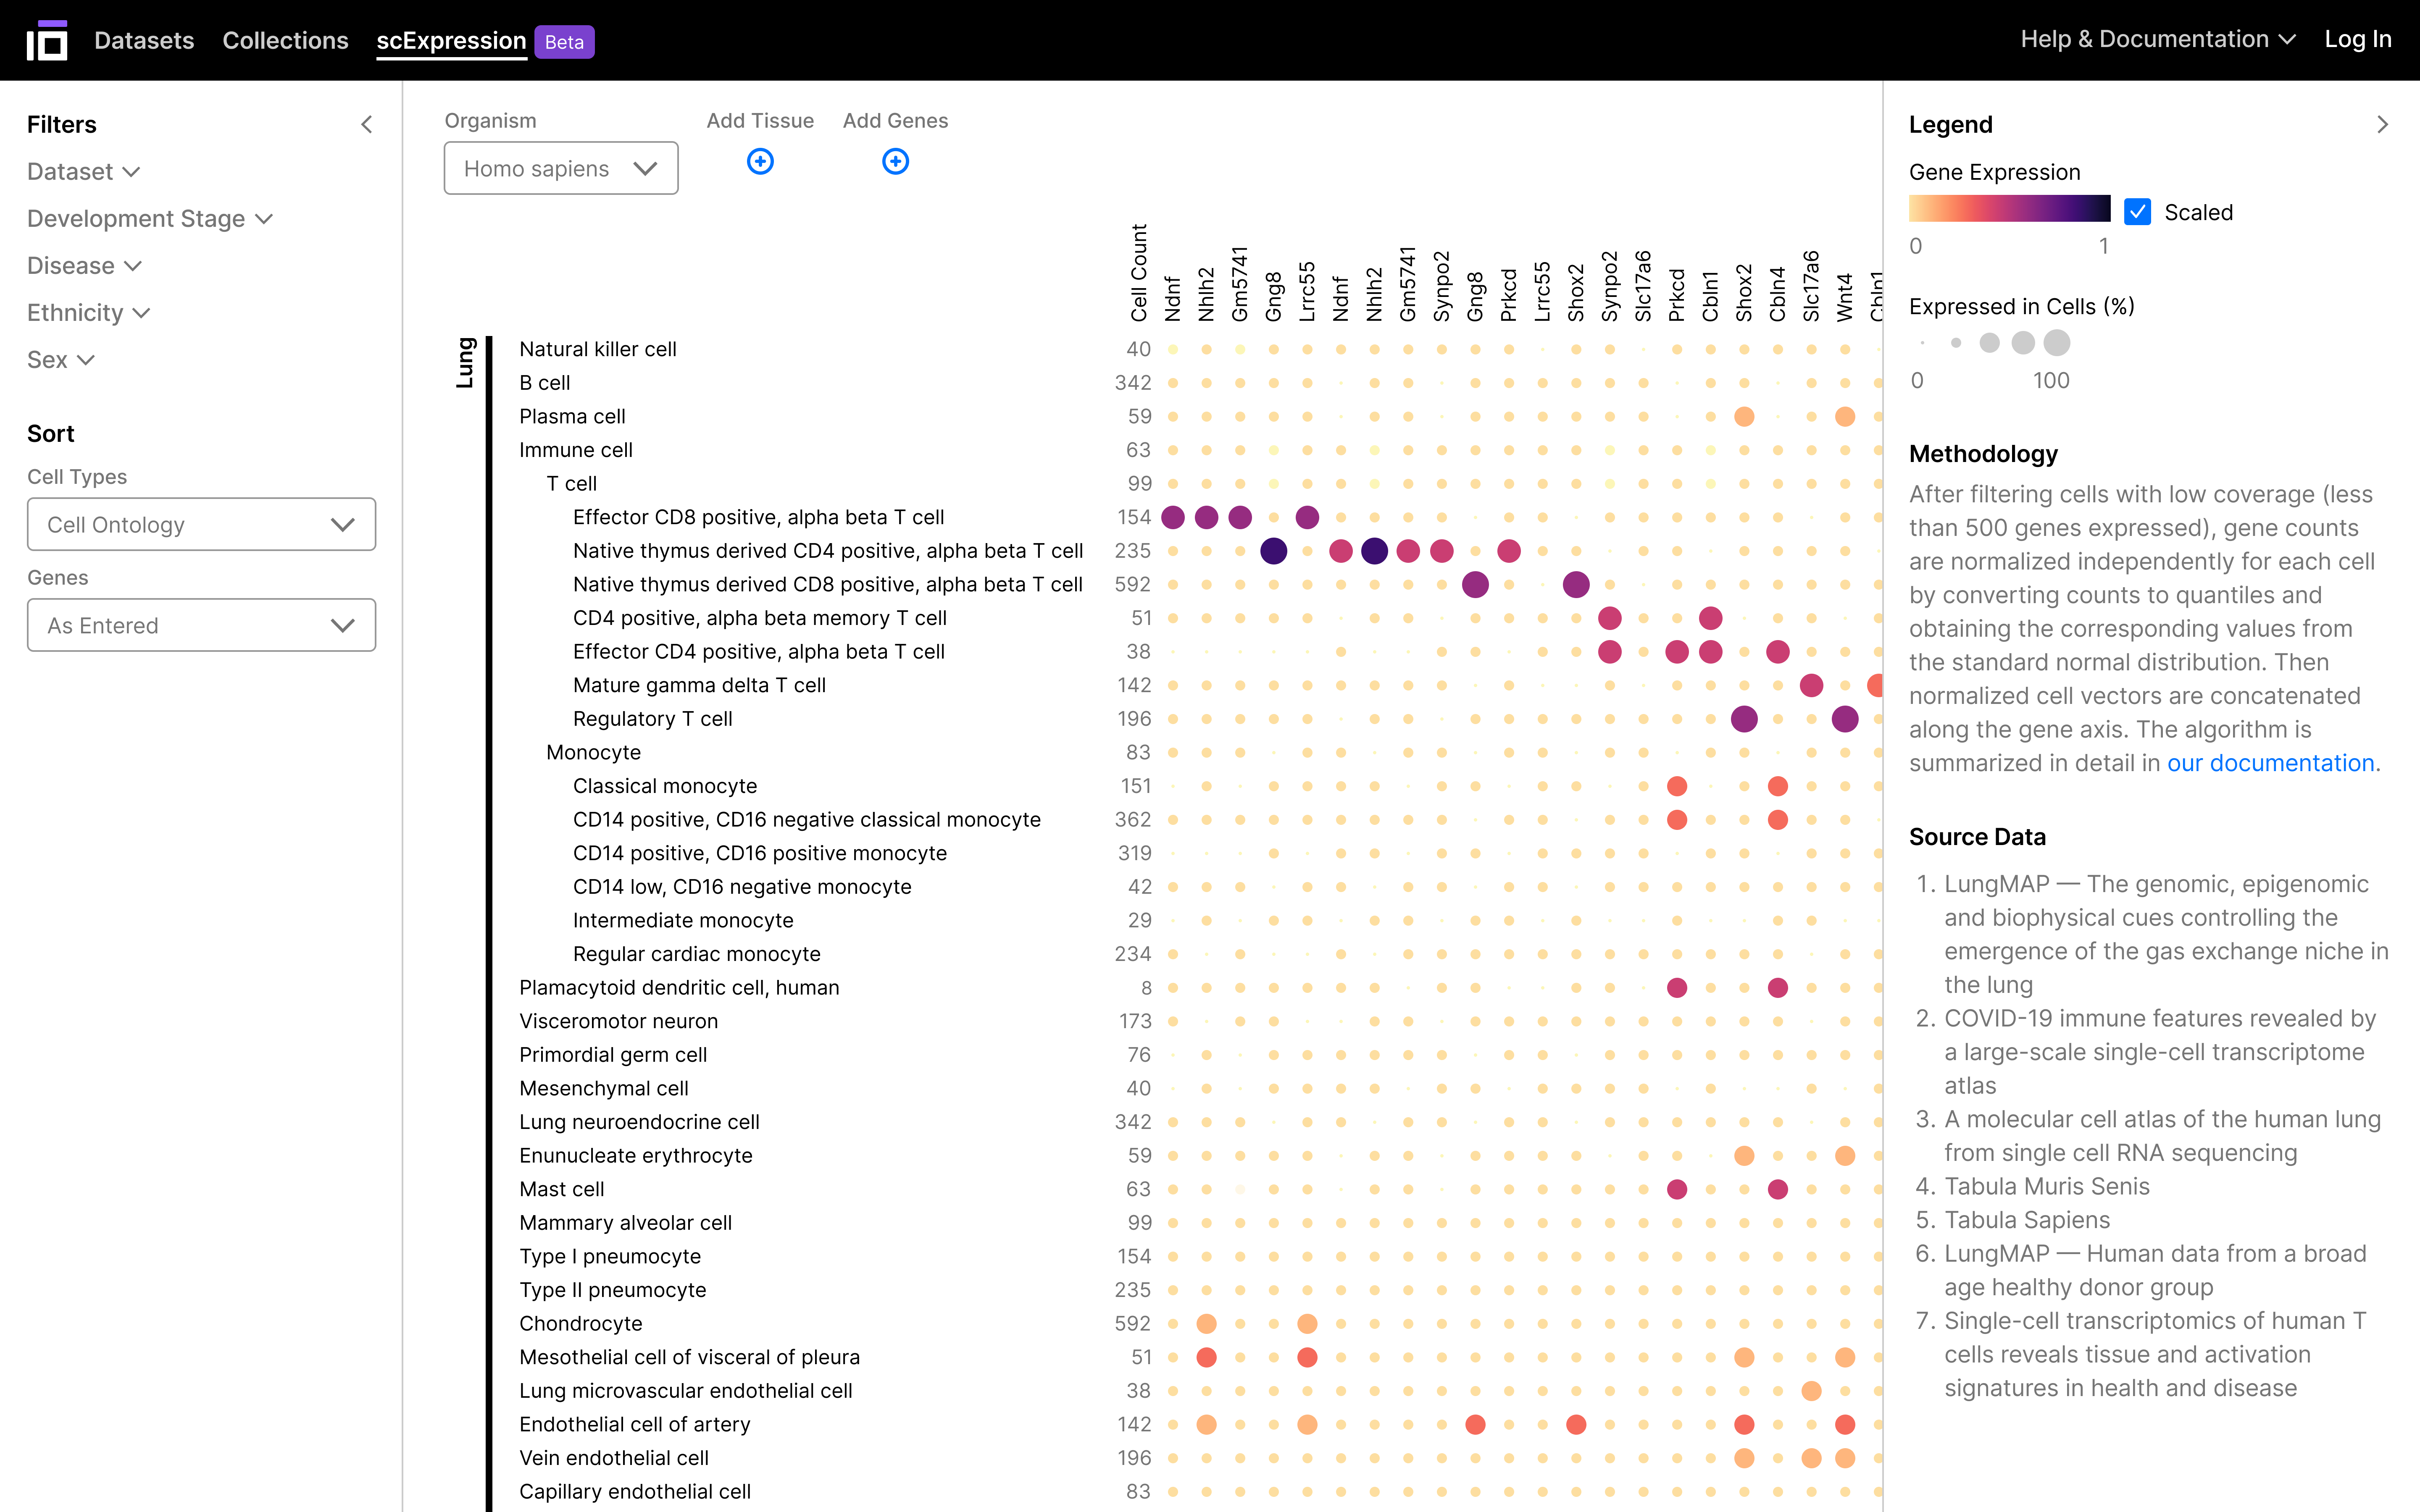 Datasets Collections scExpression Beta Help & Documentation Log In
Filters
Dataset
Development Stage
Disease
Ethnicity
Sex
Sort
Cell Types
Cell Ontology
Genes
As Entered
Organism Add Tissue Add Genes
Homo sapiens
Cell Count Ndnf Nhlh2 Gm5741 Gng8 Lrrc55 Ndnf Nhlh2 Gm5741 Synpo2 Gng8 Prkcd Lrrc55 Shox2 Synpo2 Slc17a6 Prkcd Cbln1 Shox2 Cbln4 Slc17a6 Wnt4 Cbln1
Lung
Natural killer cell 40
B cell 342
Plasma cell 59
Immune cell 63
T cell 99
Effector CD8 positive, alpha beta T cell 154
Native thymus derived CD4 positive, alpha beta T cell 235
Native thymus derived CD8 positive, alpha beta T cell 592
CD4 positive, alpha beta memory T cell 51
Effector CD4 positive, alpha beta T cell 38
Mature gamma delta T cell 142
Regulatory T cell 196
Monocyte 83
Classical monocyte 151
CD14 positive, CD16 negative classical monocyte 362
CD14 positive, CD16 positive monocyte 319
CD14 low, CD16 negative monocyte 42
Intermediate monocyte 29
Regular cardiac monocyte 234
Plamacytoid dendritic cell, human 8
Visceromotor neuron 173
Primordial germ cell 76
Mesenchymal cell 40
Lung neuroendocrine cell 342
Enunucleate erythrocyte 59
Mast cell 63
Mammary alveolar cell 99
Type I pneumocyte 154
Type II pneumocyte 235
Chondrocyte 592
Mesothelial cell of visceral of pleura 51
Lung microvascular endothelial cell 38
Endothelial cell of artery 142
Vein endothelial cell 196
Capillary endothelial cell 83
Legend
Gene Expression
Scaled
0 1
Expressed in Cells (%)
0 100
Methodology
After filtering cells with low coverage (less
than 500 genes expressed), gene counts
are normalized independently for each cell
by converting counts to quantiles and
obtaining the corresponding values from
the standard normal distribution. Then
normalized cell vectors are concatenated
along the gene axis. The algorithm is
summarized in detail in our documentation.
Source Data
1. LungMAP — The genomic, epigenomic
and biophysical cues controlling the
emergence of the gas exchange niche in
the lung
2. COVID-19 immune features revealed by
a large-scale single-cell transcriptome
atlas
3. A molecular cell atlas of the human lung
from single cell RNA sequencing
4. Tabula Muris Senis
5. Tabula Sapiens
6. LungMAP — Human data from a broad
age healthy donor group
7. Single-cell transcriptomics of human T
cells reveals tissue and activation
signatures in health and disease